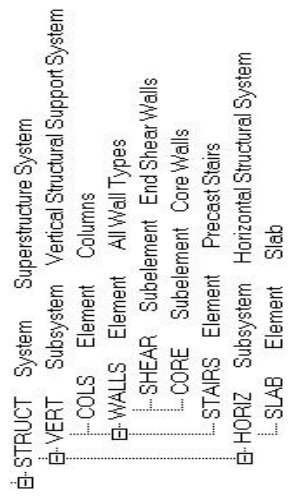 STRUCT System Superstructure System
VERT Subsystem Vertical Structural Support System
COLS Element Columns
WALLS Element All Wall Types
SHEAR Subelement End Shear Walls
CORE Subelement Core Walls
STAIRS Element Precast Stairs
HORIZ Subsystem Horizontal Structural System
SLAB Element Slab